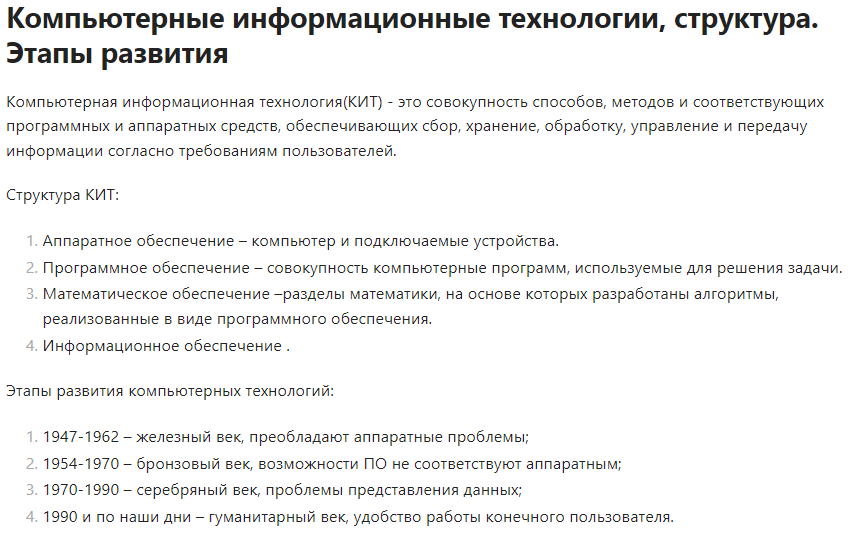 Компьютерные информационные технологии, структура.
Этапы развития
Компьютерная информационная технология(КИТ) - это совокупность способов, методов и соответствующих
программных и аппаратных средств, обеспечивающих сбор, хранение, обработку, управление и передачу
информации согласно требованиям пользователей.
Структура КИТ:
1. Аппаратное обеспечение – компьютер и подключаемые устройства.
2. Программное обеспечение – совокупность компьютерные программ, используемые для решения задачи.
3. Математическое обеспечение –разделы математики, на основе которых разработаны алгоритмы,
реализованные в виде программного обеспечения.
4. Информационное обеспечение .
Этапы развития компьютерных технологий:
1. 1947-1962 – железный век, преобладают аппаратные проблемы;
2. 1954-1970 – бронзовый век, возможности ПО не соответствуют аппаратным;
3. 1970-1990 – серебряный век, проблемы представления данных;
4. 1990 и по наши дни – гуманитарный век, удобство работы конечного пользователя.